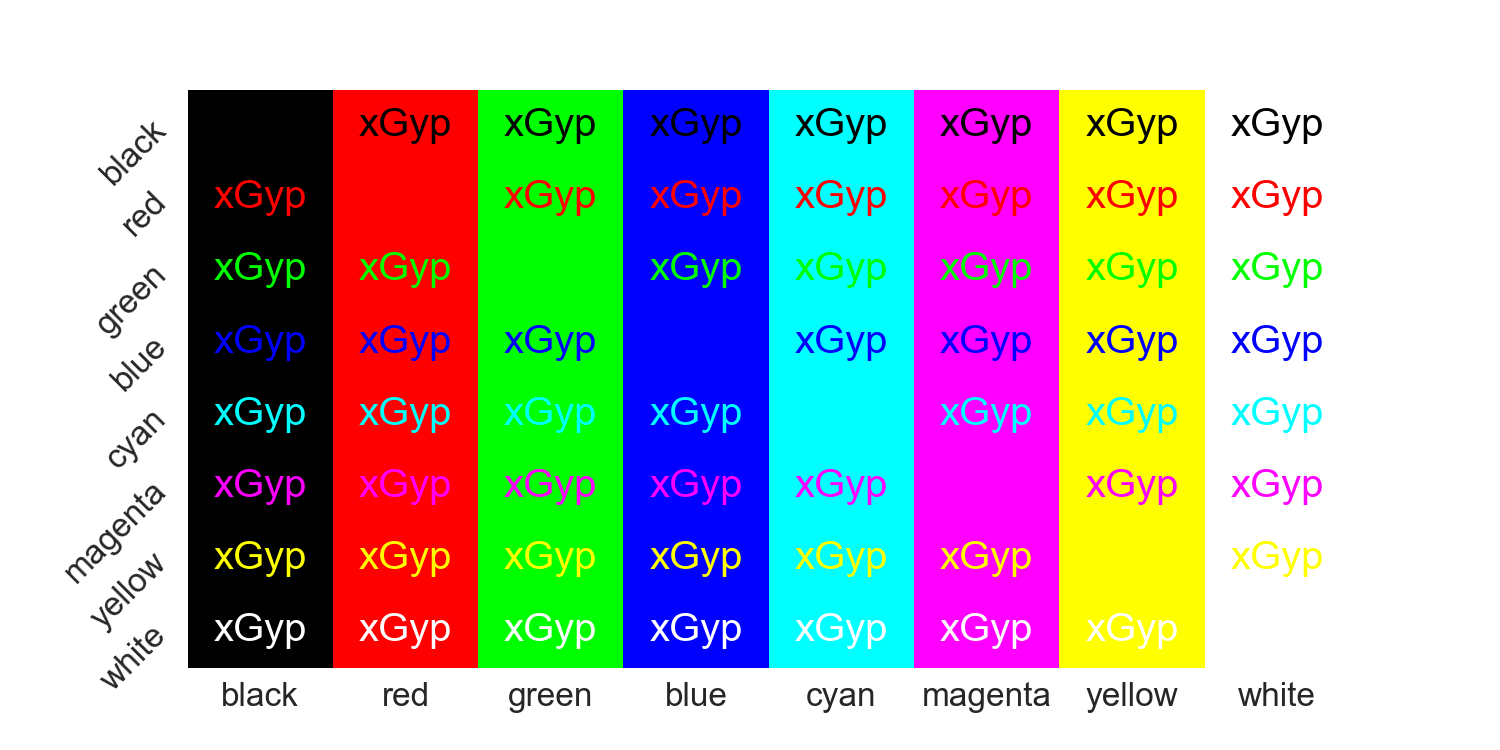 black xGyp xGyp xGyp xGyp xGyp xGyp xGyp
red xGyp xGyp xGyp xGyp xGyp xGyp xGyp
green xGyp xGyp xGyp xGyp xGyp xGyp xGyp
blue xGyp xGyp xGyp xGyp xGyp xGyp xGyp
cyan xGyp xGyp xGyp xGyp xGyp xGyp xGyp
magenta xGyp xGyp xGyp xGyp xGyp xGyp xGyp
yellow xGyp xGyp xGyp xGyp xGyp xGyp xGyp
white xGyp xGyp xGyp xGyp xGyp xGyp xGyp
black red green blue cyan magenta yellow white